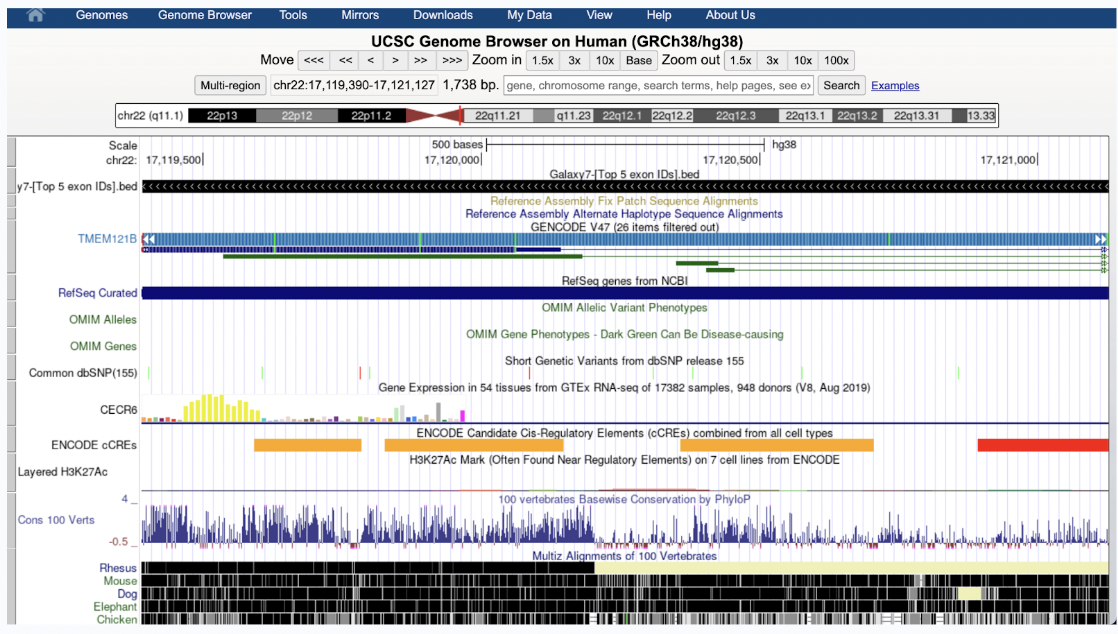 Genomes Genome Browser Tools Mirrors Downloads My Data View Help About Us
UCSC Genome Browser on Human (GRCh38/hg38)
Move <<< << < > >> >>> Zoom in 1.5x 3x 10x Base Zoom out 1.5x 3x 10x 100x
Multi-region chr22:17,119,390-17,121,127 1,738 bp. gene, chromosome range, search terms, help pages, see e Search Examples
chr22 (q11.1) 22p13 22p12 22p11.2 22q11.21 q11.23 22q12.1 22q12.2 22q12.3 22q13.1 22q13.2 22q13.31 13.33
Scale 500 bases hg38
chr22: 17,119,500 17,120,000 17,120,500 17,121,000
Galaxy7-[Top 5 exon IDs].bed
y7-[Top 5 exon IDs].bed
Reference Assembly Fix Patch Sequence Alignments
Reference Assembly Alternate Haplotype Sequence Alignments
GENCODE V47 (26 items filtered out)
TMEM121B
RefSeq genes from NCBI
RefSeq Curated
OMIM Allelic Variant Phenotypes
OMIM Alleles
OMIM Gene Phenotypes - Dark Green Can Be Disease-causing
OMIM Genes
Short Genetic Variants from dbSNP release 155
Common dbSNP(155)
Gene Expression in 54 tissues from GTEx RNA-seq of 17382 samples, 948 donors (V8, Aug 2019)
CECR6
ENCODE Candidate Cis-Regulatory Elements (cCREs) combined from all cell types
ENCODE cCREs
H3K27Ac Mark (Often Found Near Regulatory Elements) on 7 cell lines from ENCODE
Layered H3K27Ac
100 vertebrates Basewise Conservation by PhyloP
4 _
Cons 100 Verts
-0.5 _
Multiz Alignments of 100 Vertebrates
Rhesus
Mouse
Dog
Elephant
Chicken